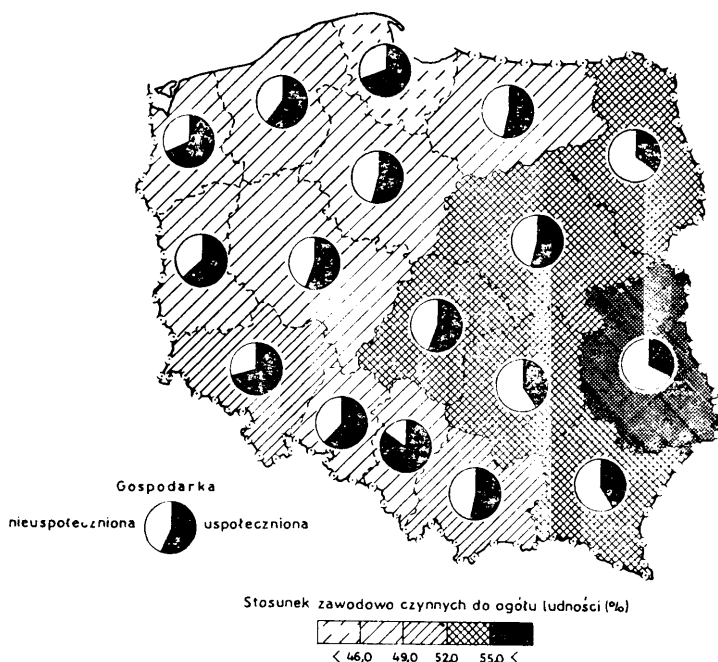 Gospodarka
nieuspołeczniona uspołeczniona
Stosunek zawodowo czynnych do ogółu ludności (%)
< 46,0 49,0 52,0 55,0 <